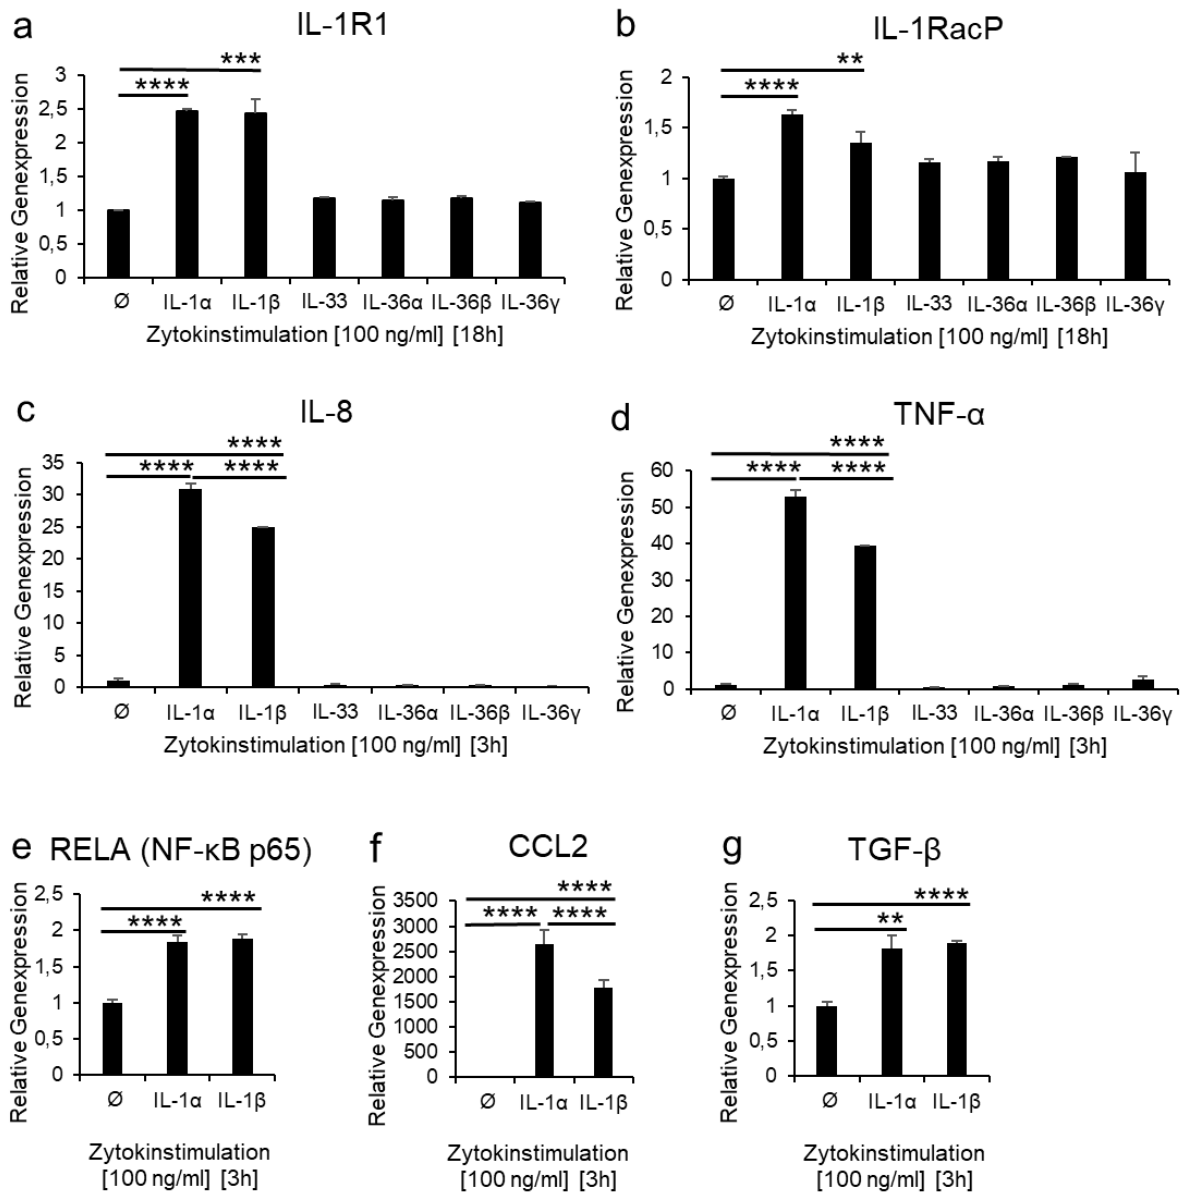 a
IL-1R1
Relative Genexpression
***
****
3
2,5
2
1,5
1
0,5
0
Ø IL-1α IL-1β IL-33 IL-36α IL-36β IL-36γ
Zytokinstimulation [100 ng/ml] [18h]
b
IL-1RacP
Relative Genexpression
**
****
2
1,5
1
0,5
0
Ø IL-1α IL-1β IL-33 IL-36α IL-36β IL-36γ
Zytokinstimulation [100 ng/ml] [18h]
c
IL-8
Relative Genexpression
****
**** ****
35
30
25
20
15
10
5
0
Ø IL-1α IL-1β IL-33 IL-36α IL-36β IL-36γ
Zytokinstimulation [100 ng/ml] [3h]
d
TNF-α
Relative Genexpression
****
**** ****
60
50
40
30
20
10
0
Ø IL-1α IL-1β IL-33 IL-36α IL-36β IL-36γ
Zytokinstimulation [100 ng/ml] [3h]
e
RELA (NF-κB p65)
Relative Genexpression
****
****
2,5
2
1,5
1
0,5
0
Ø IL-1α IL-1β
Zytokinstimulation
[100 ng/ml] [3h]
f
CCL2
Relative Genexpression
****
**** ****
3500
3000
2500
2000
1500
1000
500
0
Ø IL-1α IL-1β
Zytokinstimulation
[100 ng/ml] [3h]
g
TGF-β
Relative Genexpression
****
**
2,5
2
1,5
1
0,5
0
Ø IL-1α IL-1β
Zytokinstimulation
[100 ng/ml] [3h]